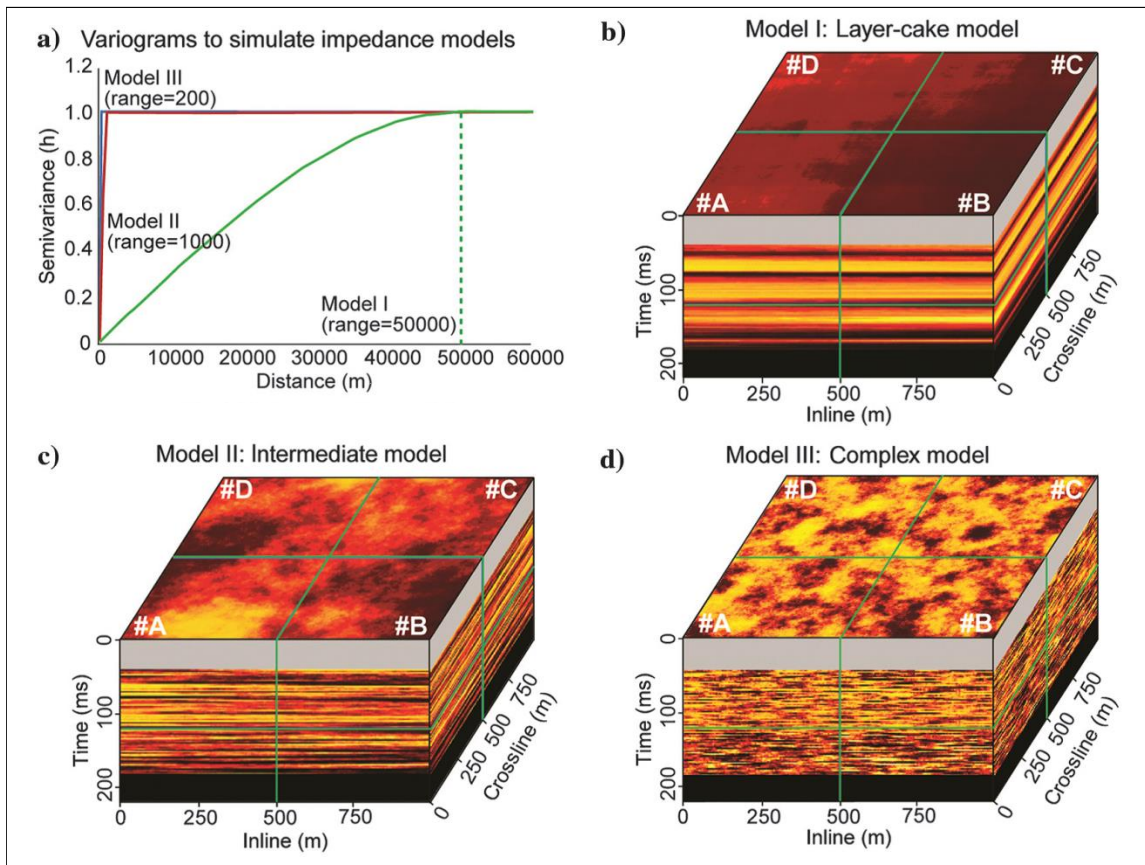 a) Variograms to simulate impedance models
1.2
Model III
(range=200)
1.0
0.8
0.6
Model II
(range=1000)
0.4
0.2
Model I
(range=50000)
0
Semivariance (h)
0 10000 20000 30000 40000 50000 60000
Distance (m)
b) Model I: Layer-cake model
#D #C
#A #B
0
100
200
Time (ms)
0 250 500 750
Inline (m)
0 250 500 750
Crossline (m)
c) Model II: Intermediate model
#D #C
#A #B
0
100
200
Time (ms)
0 250 500 750
Inline (m)
0 250 500 750
Crossline (m)
d) Model III: Complex model
#D #C
#A #B
0
100
200
Time (ms)
0 250 500 750
Inline (m)
0 250 500 750
Crossline (m)